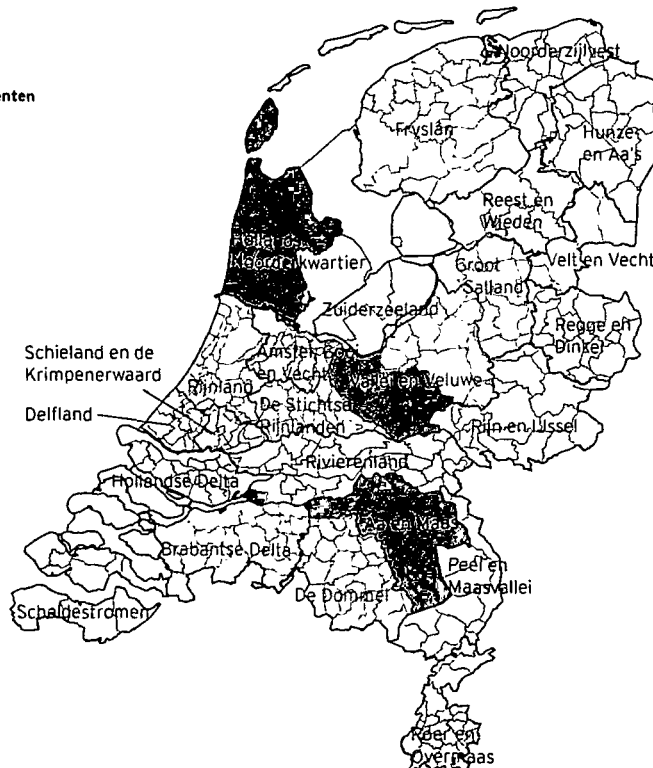 enten
Noorderzijlvest
Fryslân
Hunze
en Aa's
Reest en
Wieden
Hollands
Noorderkwartier
Groot
Salland
Velt en Vecht
Zuiderzeeland
Regge en
Dinkel
Schieland en de
Krimpenerwaard
Amstel Gooi
en Vecht
Vallei en Veluwe
Rijnland
De Stichtse
Rijnlanden
Delfland
Rijn en IJssel
Rivierenland
Hollandse Delta
Aa en Maas
Brabantse Delta
Peel en
Maasvallei
De Dommel
Scheldestromen
Roer en
Overmaas